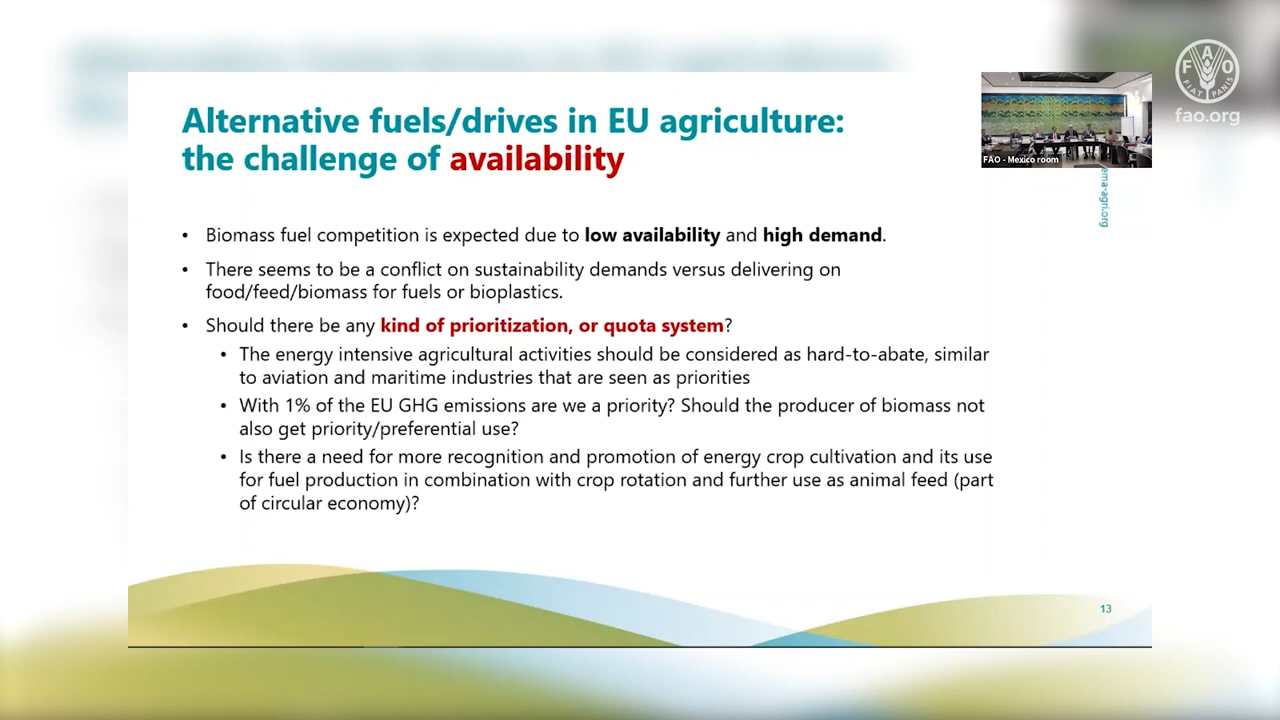 Alternative fuels/drives in EU agriculture:
the challenge of availability
• Biomass fuel competition is expected due to low availability and high demand.
• There seems to be a conflict on sustainability demands versus delivering on
food/feed/biomass for fuels or bioplastics.
• Should there be any kind of prioritization, or quota system?
• The energy intensive agricultural activities should be considered as hard-to-abate, similar
to aviation and maritime industries that are seen as priorities
• With 1% of the EU GHG emissions are we a priority? Should the producer of biomass not
also get priority/preferential use?
• Is there a need for more recognition and promotion of energy crop cultivation and its use
for fuel production in combination with crop rotation and further use as animal feed (part
of circular economy)?
13
FAO - Mexico room
ema-agri.org
FAO
FIAT PANIS
fao.org